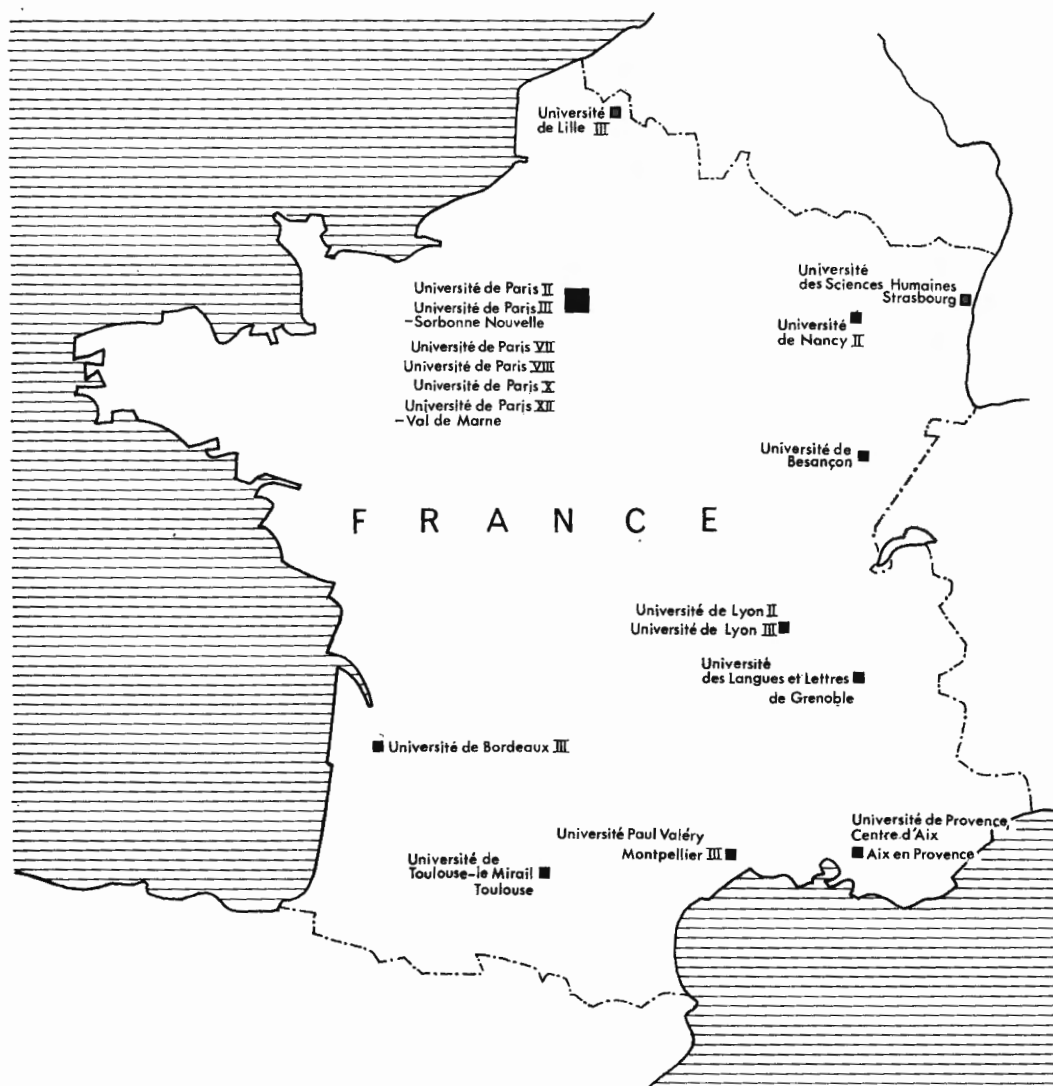 Université
de Lille III
Université de Paris II
Université de Paris III
–Sorbonne Nouvelle
Université de Paris VII
Université de Paris VIII
Université de Paris X
Université de Paris XII
–Val de Marne
Université
des Sciences Humaines
Strasbourg
Université
de Nancy II
Université de
Besançon
FRANCE
Université de Lyon II
Université de Lyon III
Université
des Langues et Lettres
de Grenoble
Université de Bordeaux III
Université de Provence,
Centre d'Aix
Aix en Provence
Université Paul Valéry
Montpellier III
Université de
Toulouse–le Mirail
Toulouse